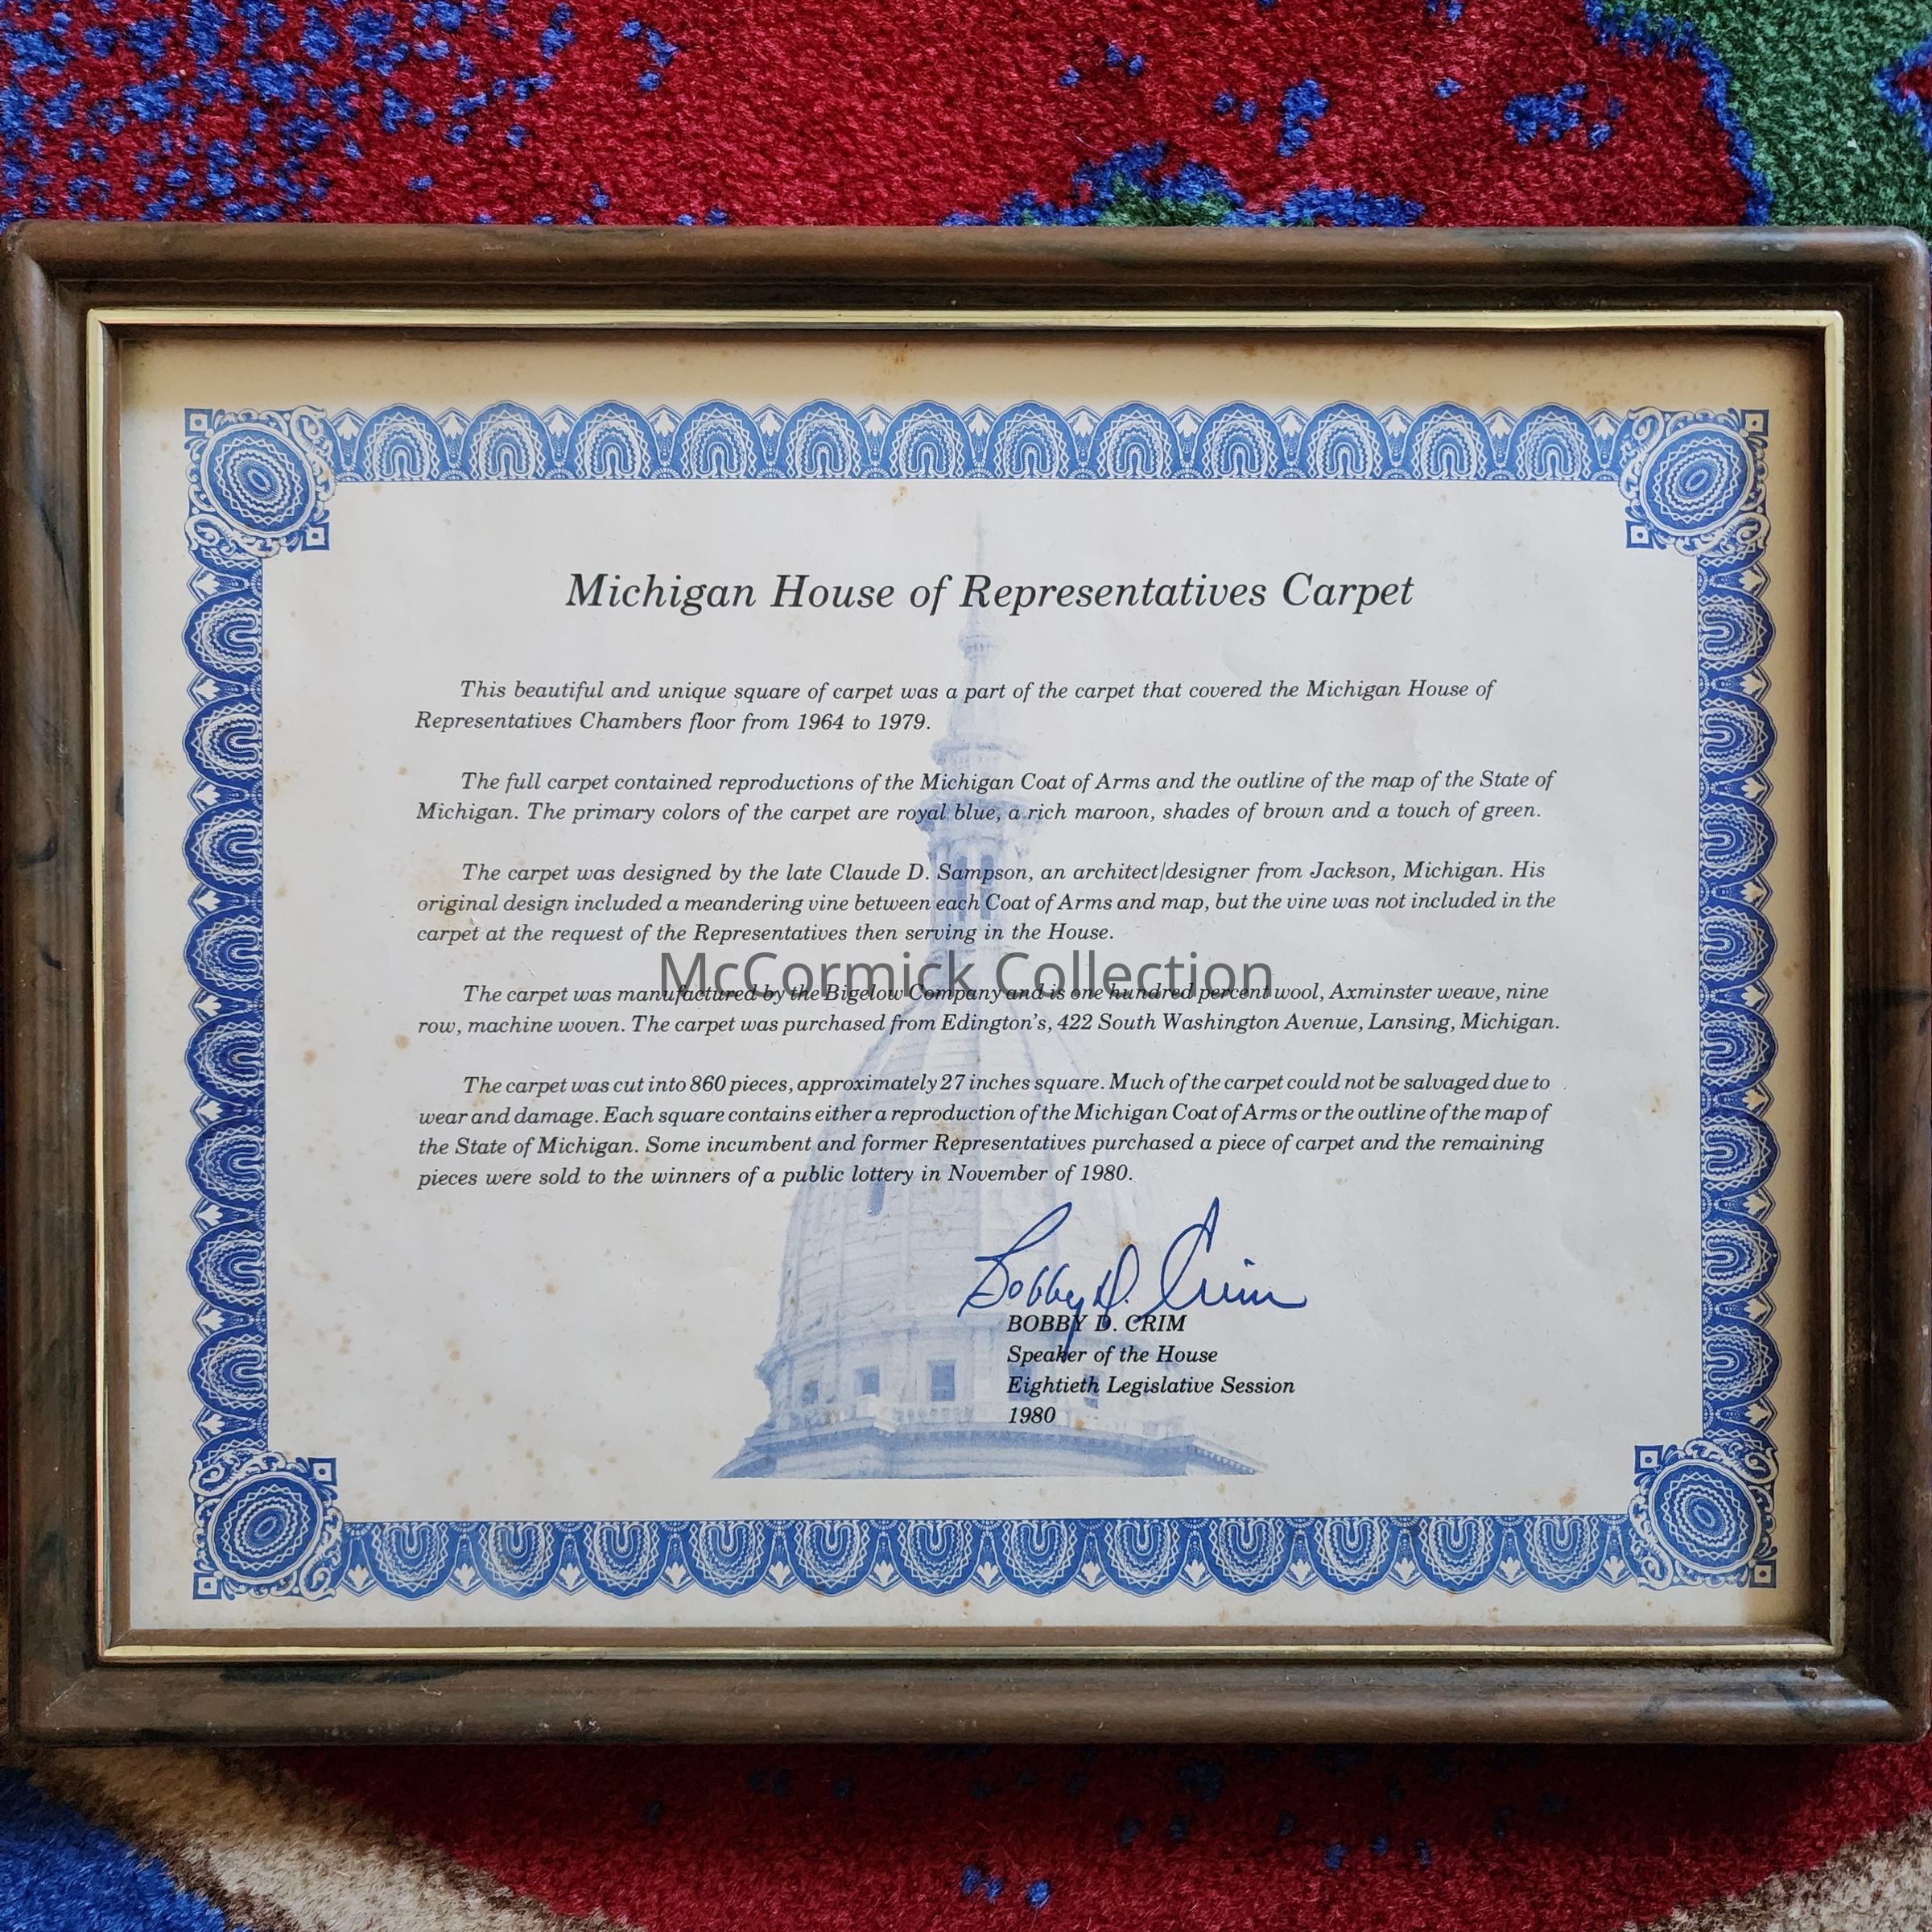 Michigan House of Representatives Carpet
This beautiful and unique square of carpet was a part of the carpet that covered the Michigan House of
Representatives Chambers floor from 1964 to 1979.
The full carpet contained reproductions of the Michigan Coat of Arms and the outline of the map of the State of
Michigan. The primary colors of the carpet are royal blue, a rich maroon, shades of brown and a touch of green.
The carpet was designed by the late Claude D. Sampson, an architect/designer from Jackson, Michigan. His
original design included a meandering vine between each Coat of Arms and map, but the vine was not included in the
carpet at the request of the Representatives then serving in the House.
McCormick Collection
The carpet was manufactured by the Bigelow Company and is one hundred percent wool, Axminster weave, nine
row, machine woven. The carpet was purchased from Edington's, 422 South Washington Avenue, Lansing, Michigan.
The carpet was cut into 860 pieces, approximately 27 inches square. Much of the carpet could not be salvaged due to
wear and damage. Each square contains either a reproduction of the Michigan Coat of Arms or the outline of the map of
the State of Michigan. Some incumbent and former Representatives purchased a piece of carpet and the remaining
pieces were sold to the winners of a public lottery in November of 1980.
Bobby D. Crim
BOBBY D. CRIM
Speaker of the House
Eightieth Legislative Session
1980